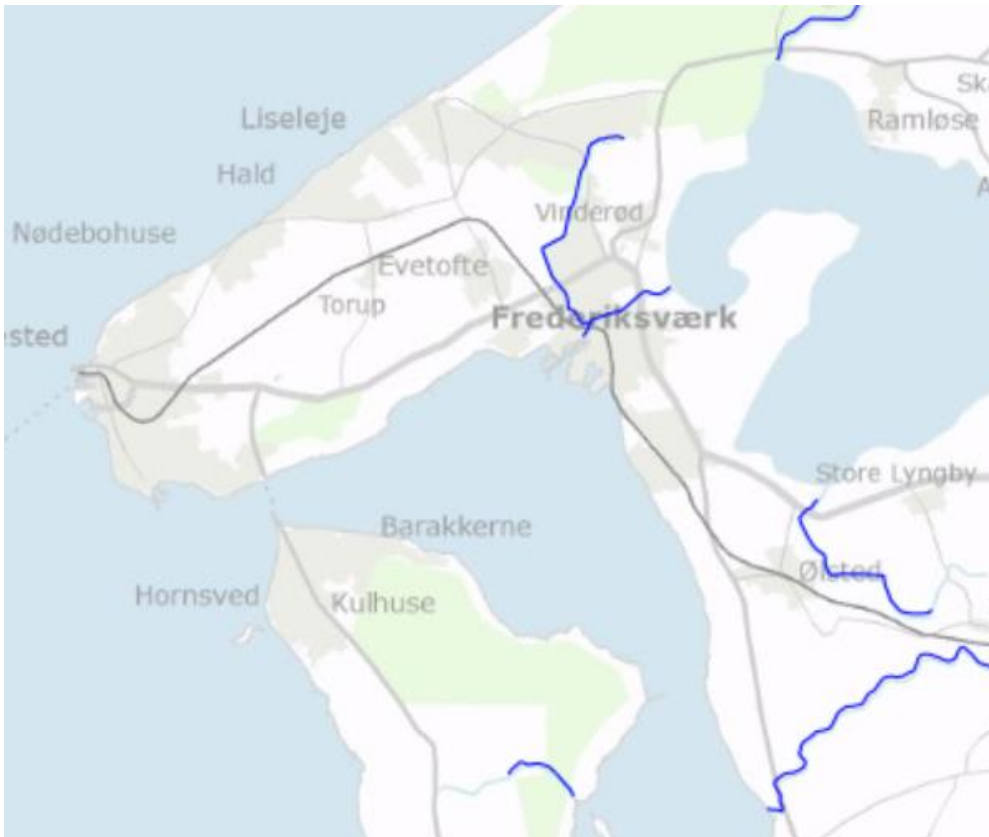 Liseleje
Ramløse
Hald
Vinderød
Nødebohuse
Evetofte
Torup
Frederiksværk
Store Lyngby
Barakkerne
Ølsted
Hornsved
Kulhuse